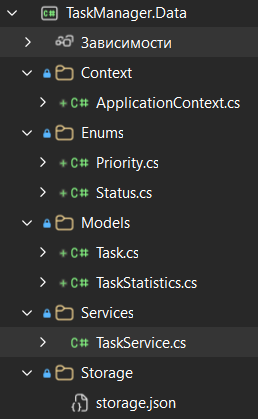 TaskManager.Data
Зависимости
Context
C# ApplicationContext.cs
Enums
C# Priority.cs
C# Status.cs
Models
C# Task.cs
C# TaskStatistics.cs
Services
C# TaskService.cs
Storage
storage.json